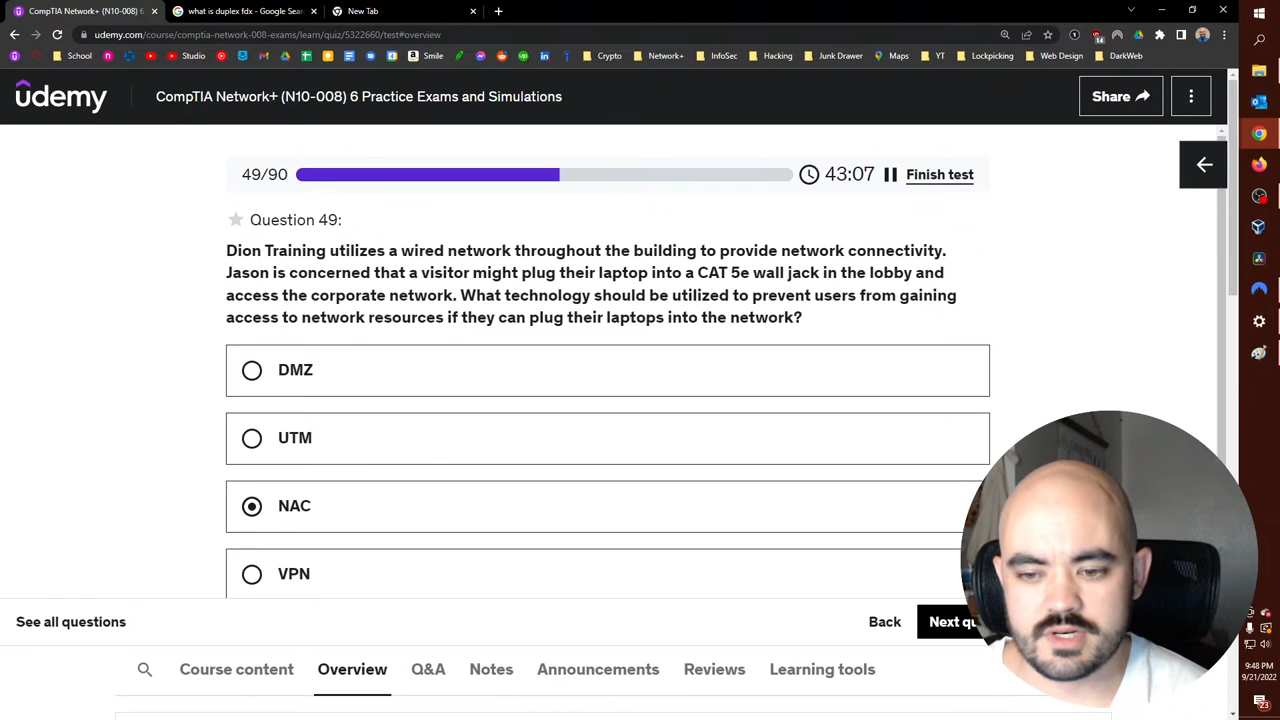 CompTIA Network+ (N10-008) 6
what is duplex fdx - Google Sear
New Tab
udemy.com/course/comptia-network-008-exams/learn/quiz/5322660/test#overview
School
Studio
Smile
Crypto
Network+
InfoSec
Hacking
Junk Drawer
Maps
YT
Lockpicking
Web Design
DarkWeb
14
udemy
CompTIA Network+ (N10-008) 6 Practice Exams and Simulations
Share
49/90
43:07
Finish test
Question 49:
Dion Training utilizes a wired network throughout the building to provide network connectivity.
Jason is concerned that a visitor might plug their laptop into a CAT 5e wall jack in the lobby and
access the corporate network. What technology should be utilized to prevent users from gaining
access to network resources if they can plug their laptops into the network?
DMZ
UTM
NAC
VPN
See all questions
Back
Next qu
Course content
Overview
Q&A
Notes
Announcements
Reviews
Learning tools
9:48 PM
9/21/2022
23